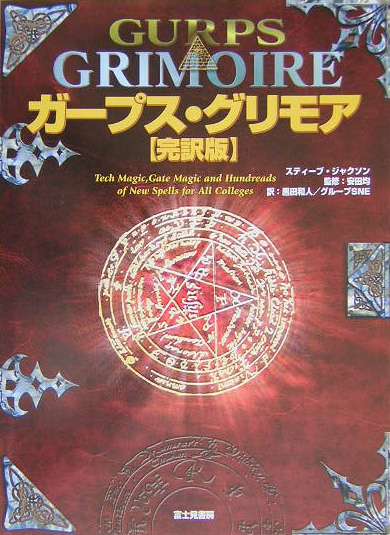 GURPS
GRIMOIRE
ガープス・グリモア
【完訳版】
Tech Magic,Gate Magic and Hundreads
of New Spells for All Colleges
スティーブ・ジャクソン
監修：安田均
訳：黒田和人／グループSNE
富士見書房